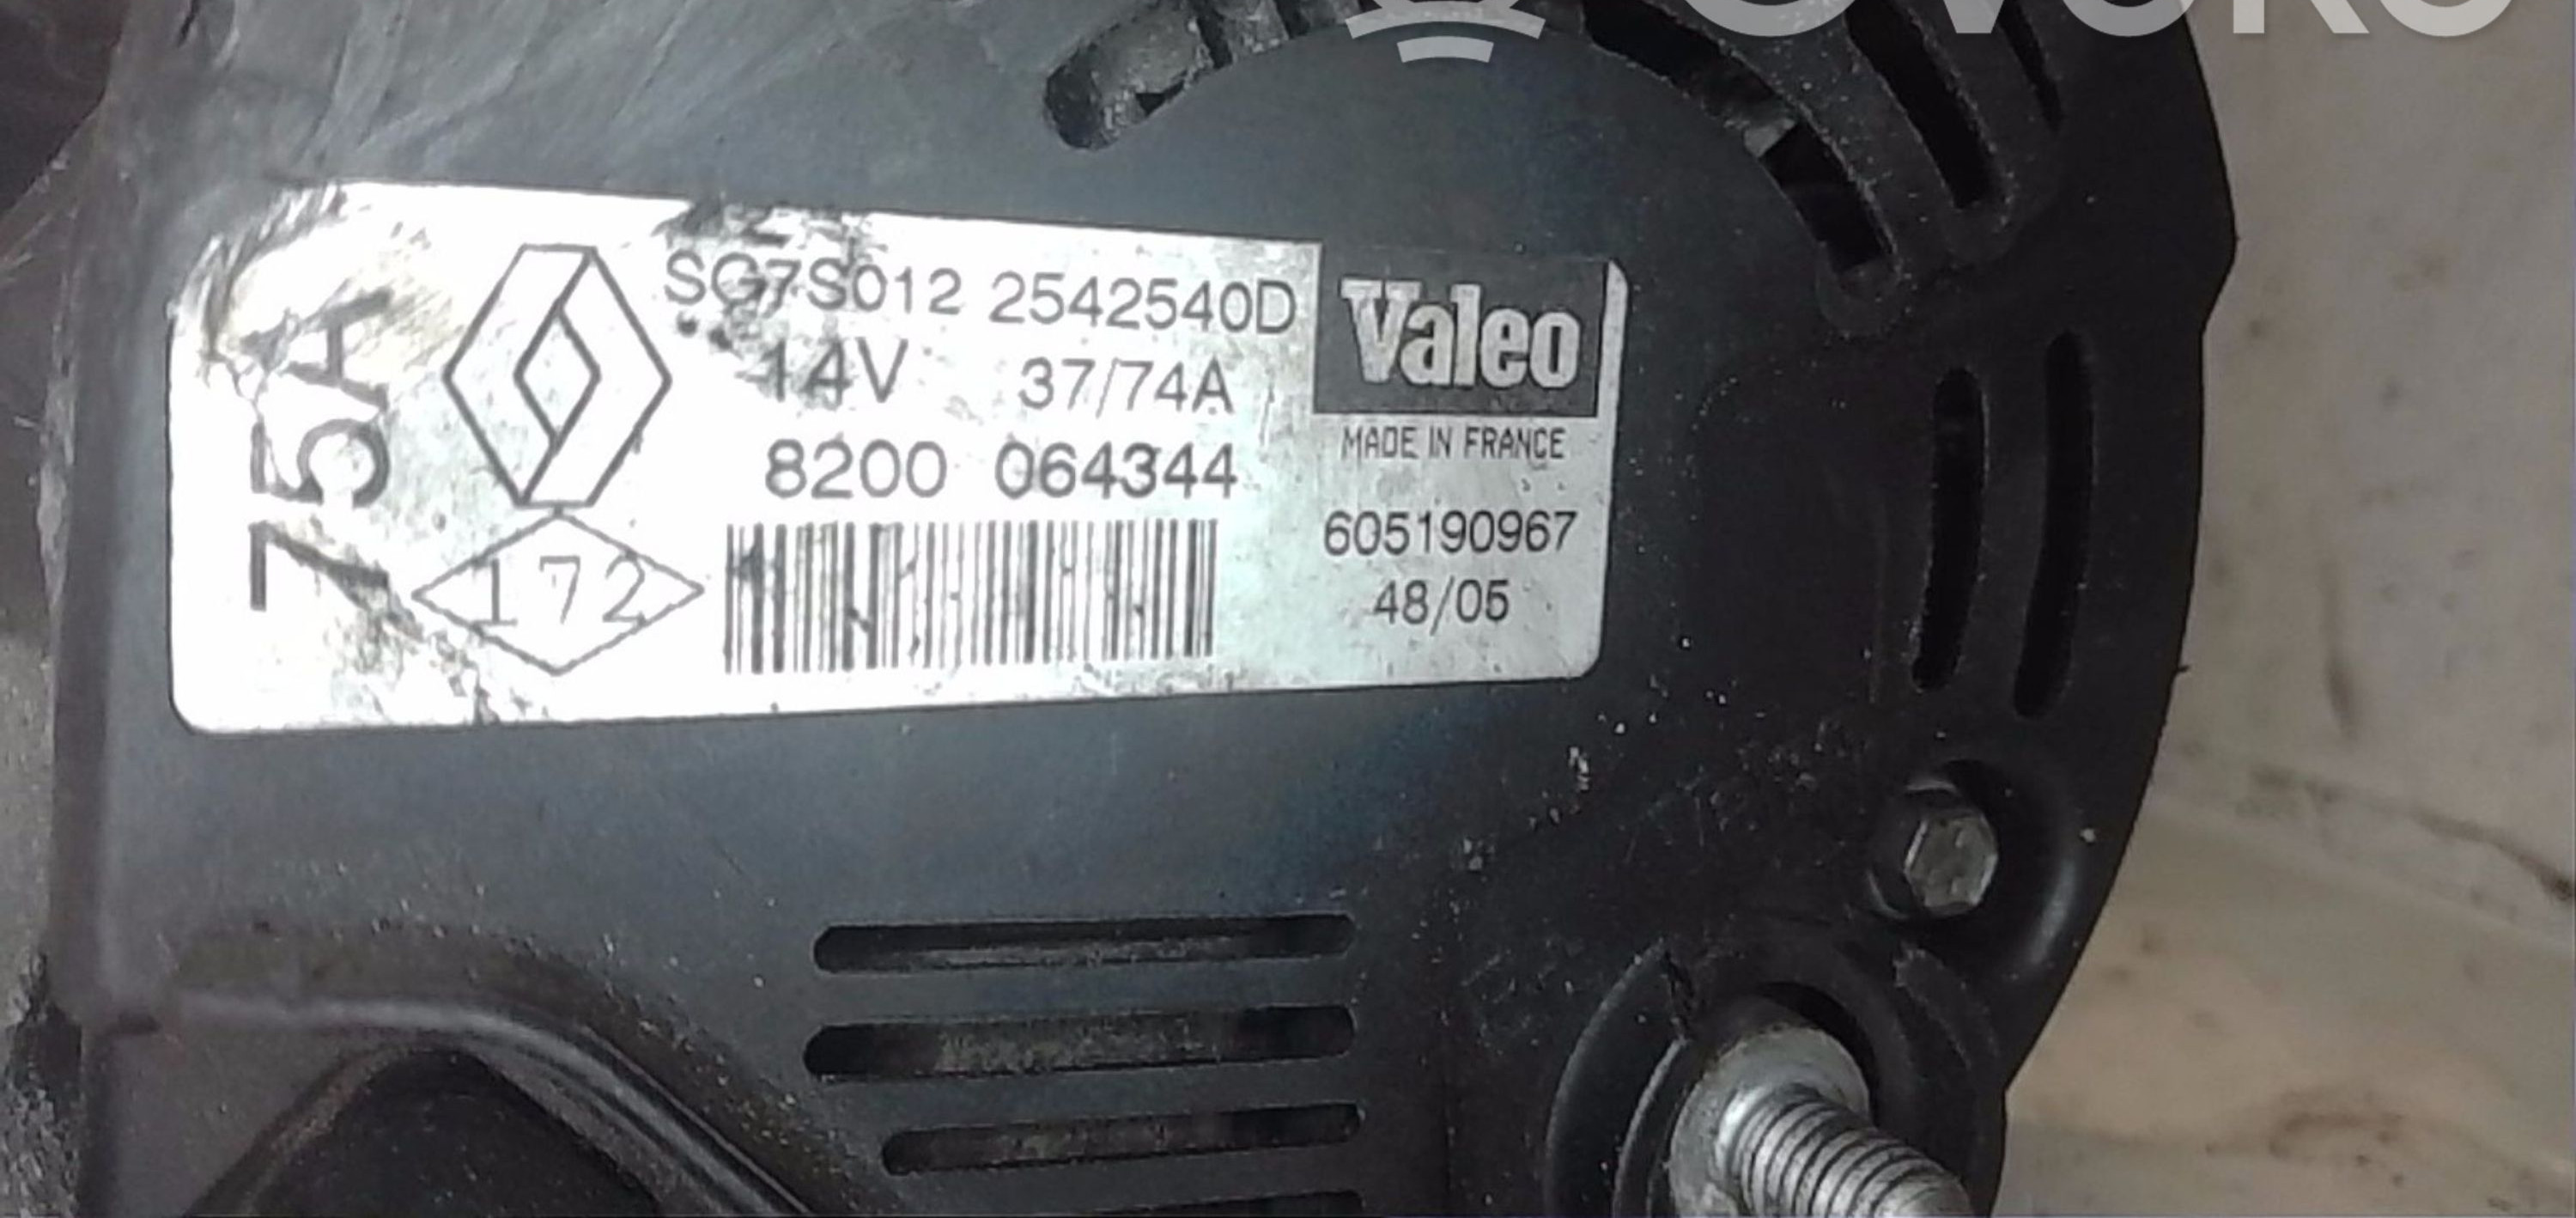 75A
SG7S012 2542540D
14V 37/74A
8200 064344
172
Valeo
MADE IN FRANCE
605190967
48/05